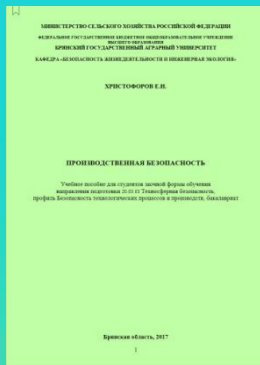 МИНИСТЕРСТВО СЕЛЬСКОГО ХОЗЯЙСТВА РОССИЙСКОЙ ФЕДЕРАЦИИ
ФЕДЕРАЛЬНОЕ ГОСУДАРСТВЕННОЕ БЮДЖЕТНОЕ ОБЩЕОБРАЗОВАТЕЛЬНОЕ УЧРЕЖДЕНИЕ
ВЫСШЕГО ОБРАЗОВАНИЯ
БРЯНСКИЙ ГОСУДАРСТВЕННЫЙ АГРАРНЫЙ УНИВЕРСИТЕТ
КАФЕДРА «БЕЗОПАСНОСТЬ ЖИЗНЕДЕЯТЕЛЬНОСТИ И ИНЖЕНЕРНАЯ ЭКОЛОГИЯ»
ХРИСТОФОРОВ Е.Н.
ПРОИЗВОДСТВЕННАЯ БЕЗОПАСНОСТЬ
Учебное пособие для студентов заочной формы обучения
направления подготовки 20.03.01 Техносферная безопасность,
профиль Безопасность технологических процессов и производств, бакалавриат
Брянская область, 2017
1